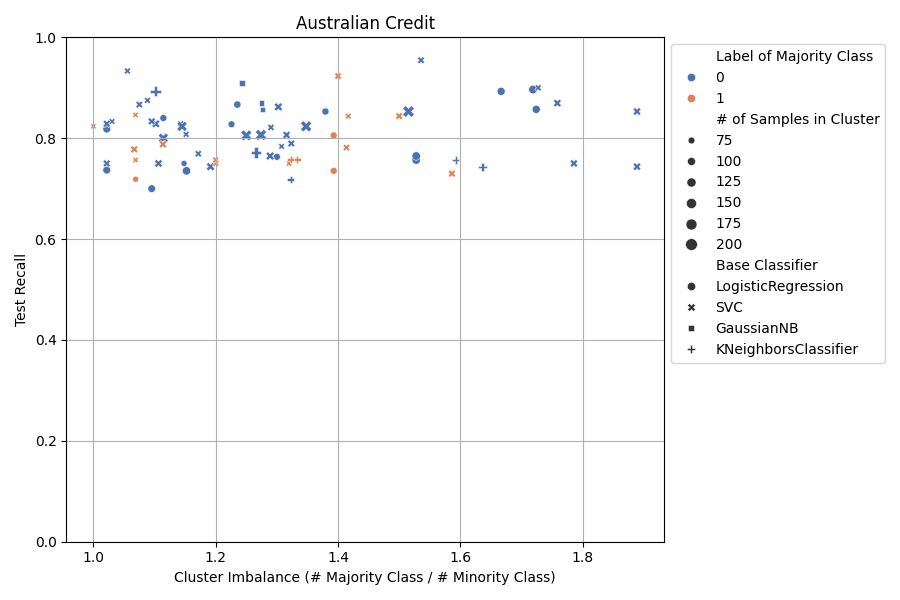 Australian Credit
Test Recall
1.0
0.8
0.6
0.4
0.2
0.0
1.0 1.2 1.4 1.6 1.8
Cluster Imbalance (# Majority Class / # Minority Class)
Label of Majority Class
0
1
# of Samples in Cluster
75
100
125
150
175
200
Base Classifier
LogisticRegression
SVC
GaussianNB
KNeighborsClassifier